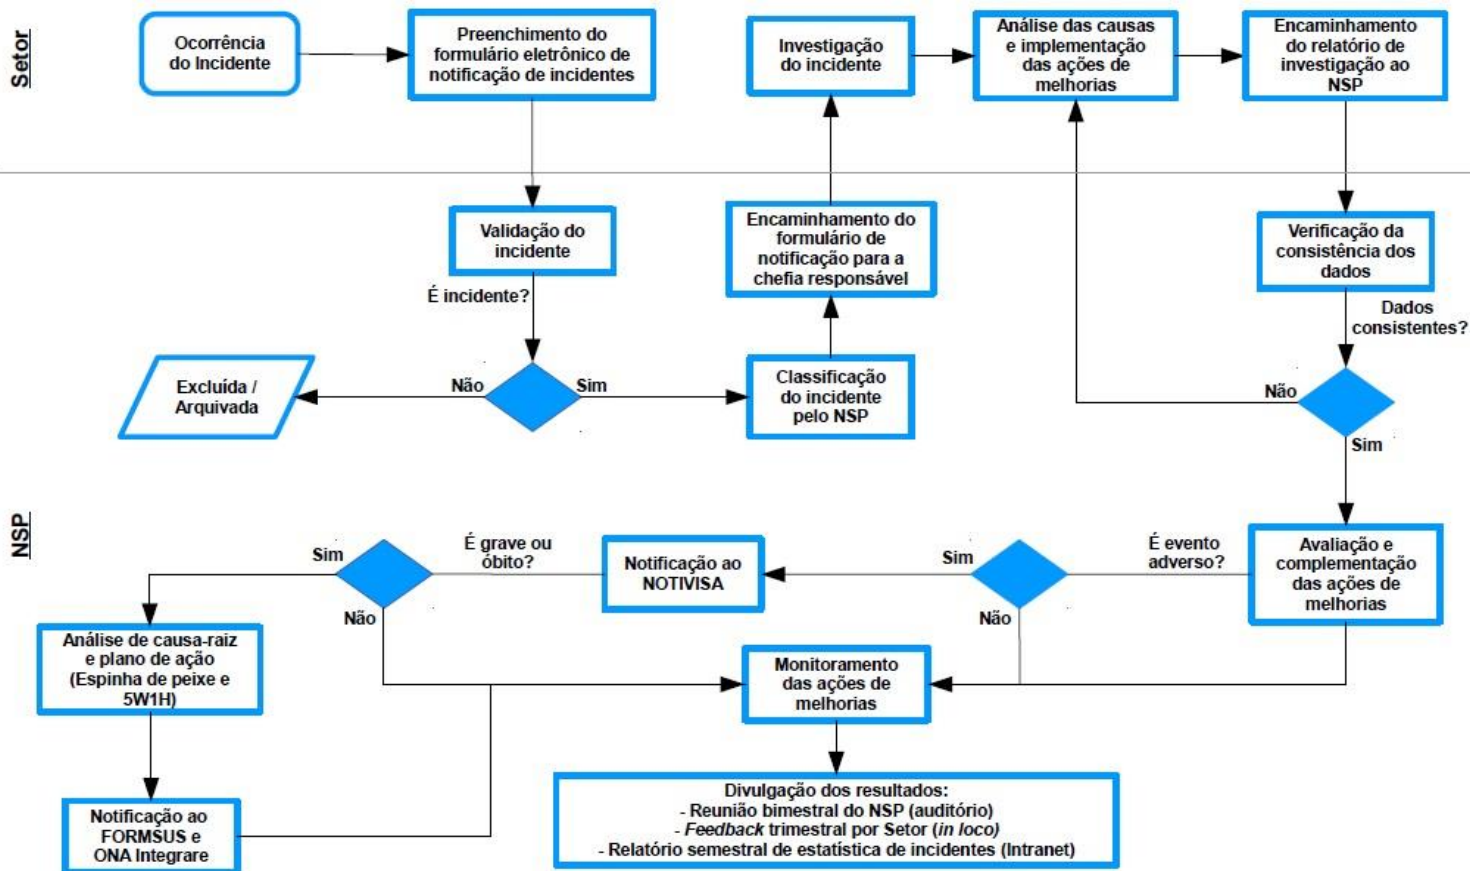 Setor
Ocorrência
do Incidente
Preenchimento do
formulário eletrônico de
notificação de incidentes
Investigação
do incidente
Análise das causas
e implementação
das ações de
melhorias
Encaminhamento
do relatório de
investigação ao
NSP
Validação do
incidente
É incidente?
Não
Sim
Excluída /
Arquivada
Encaminhamento do
formulário de
notificação para a
chefia responsável
Classificação
do incidente
pelo NSP
Verificação da
consistência dos
dados
Dados
consistentes?
Não
Sim
NSP
Avaliação e
complementação
das ações de
melhorias
É evento
adverso?
Sim
Não
Notificação ao
NOTIVISA
É grave ou
óbito?
Sim
Não
Análise de causa-raiz
e plano de ação
(Espinha de peixe e
5W1H)
Notificação ao
FORMSUS e
ONA Integrare
Monitoramento
das ações de
melhorias
Divulgação dos resultados:
- Reunião bimestral do NSP (auditório)
- Feedback trimestral por Setor (in loco)
- Relatório semestral de estatística de incidentes (Intranet)